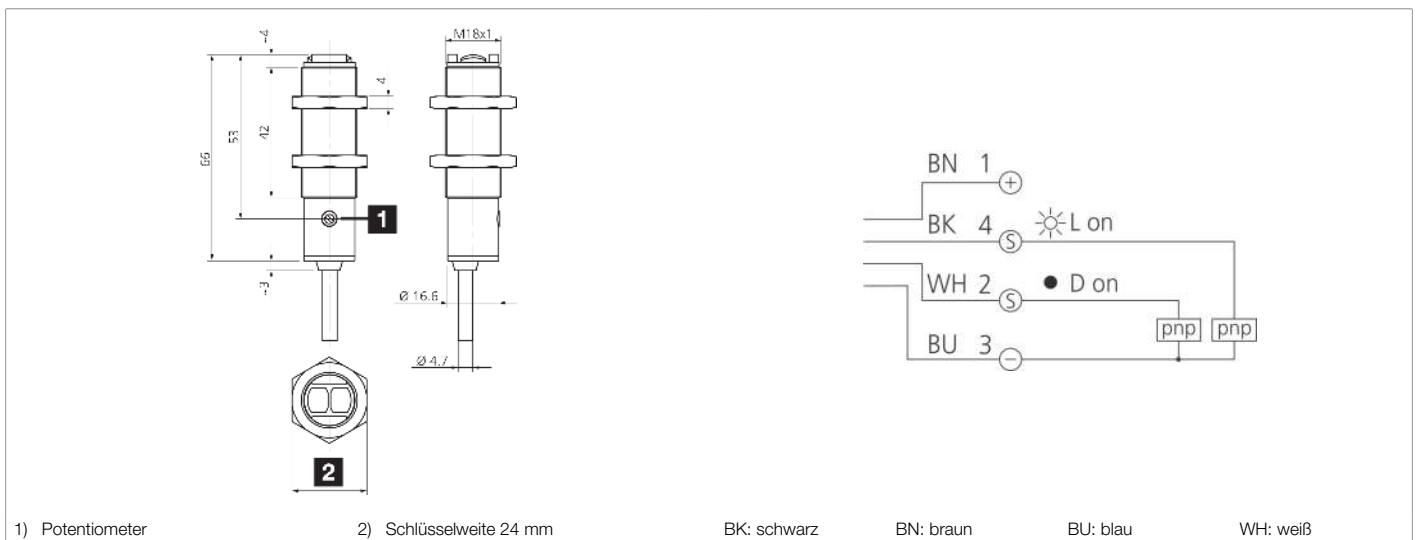 ~4
M18x1
4
42
53
66
1
~3
Ø 16.6
Ø 4.7
2
BN 1
BK 4 S L on
WH 2 S D on
pnp pnp
BU 3
1) Potentiometer 2) Schlüsselweite 24 mm BK: schwarz BN: braun BU: blau WH: weiß